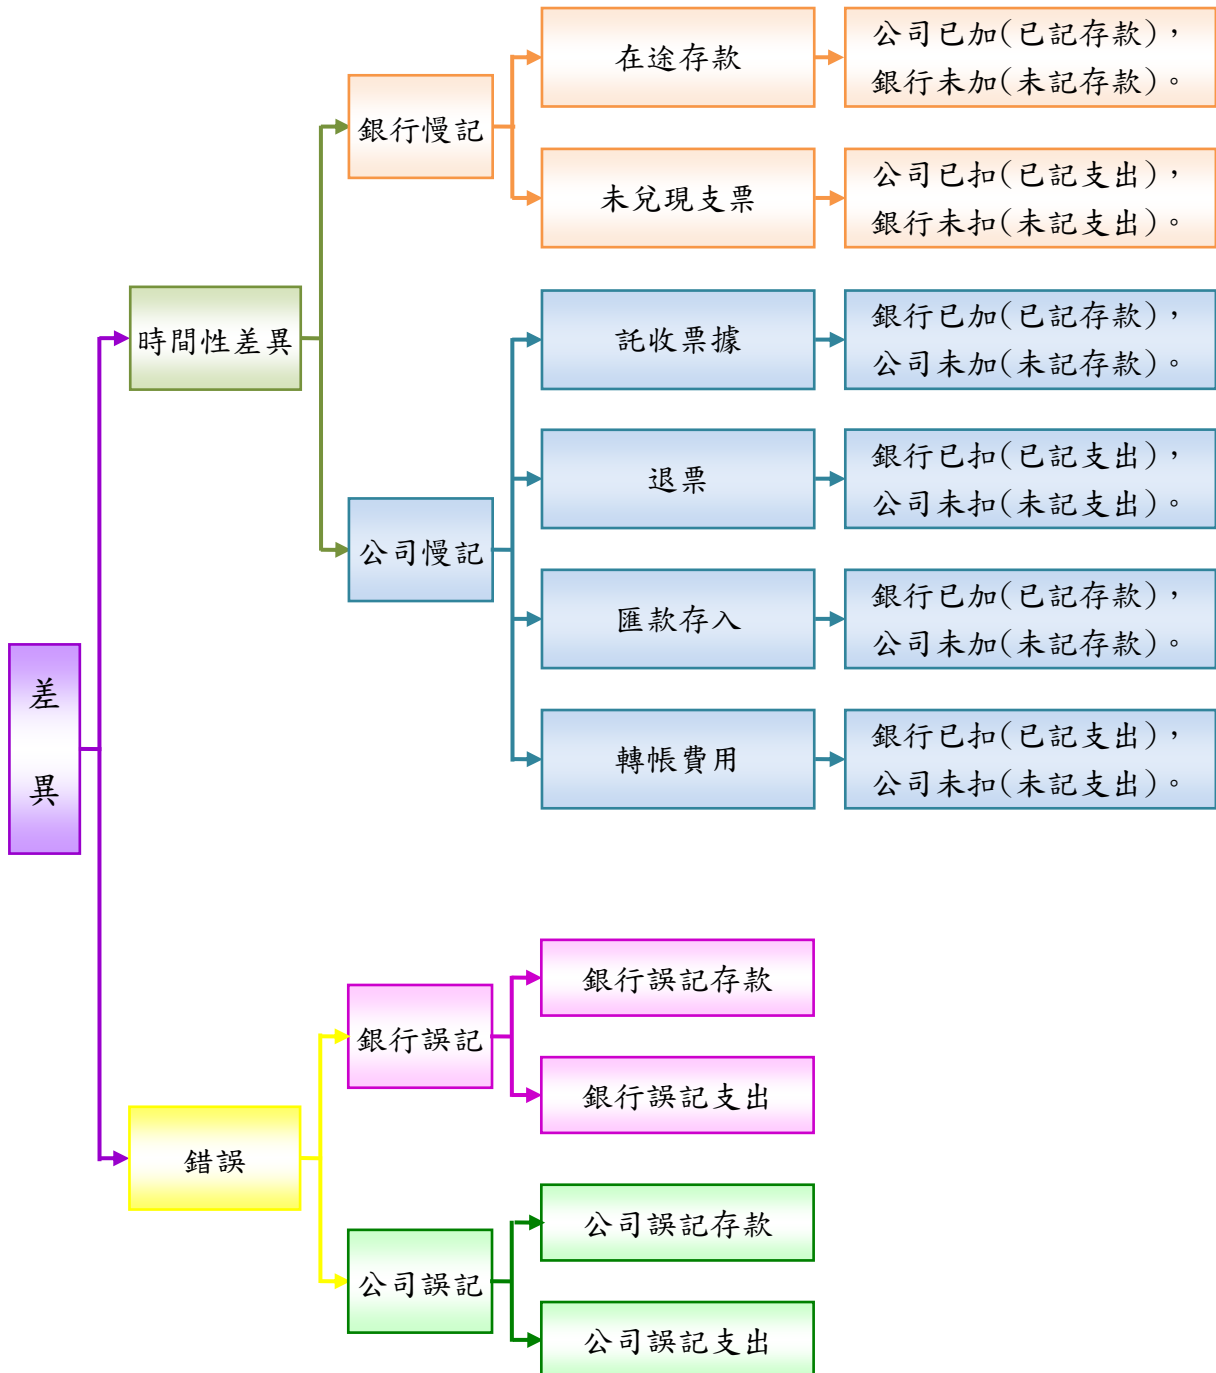 差
異
時間性差異
銀行慢記
在途存款
公司已加(已記存款)，
銀行未加(未記存款)。
未兌現支票
公司已扣(已記支出)，
銀行未扣(未記支出)。
公司慢記
託收票據
銀行已加(已記存款)，
公司未加(未記存款)。
退票
銀行已扣(已記支出)，
公司未扣(未記支出)。
匯款存入
銀行已加(已記存款)，
公司未加(未記存款)。
轉帳費用
銀行已扣(已記支出)，
公司未扣(未記支出)。
錯誤
銀行誤記
銀行誤記存款
銀行誤記支出
公司誤記
公司誤記存款
公司誤記支出